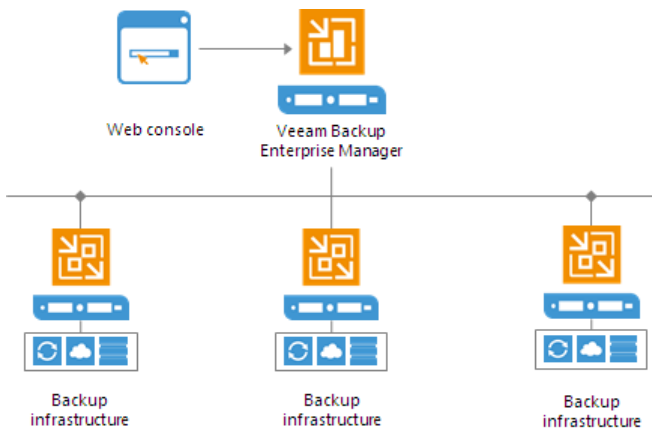 Web console
Veeam Backup
Enterprise Manager
Backup
infrastructure
Backup
infrastructure
Backup
infrastructure